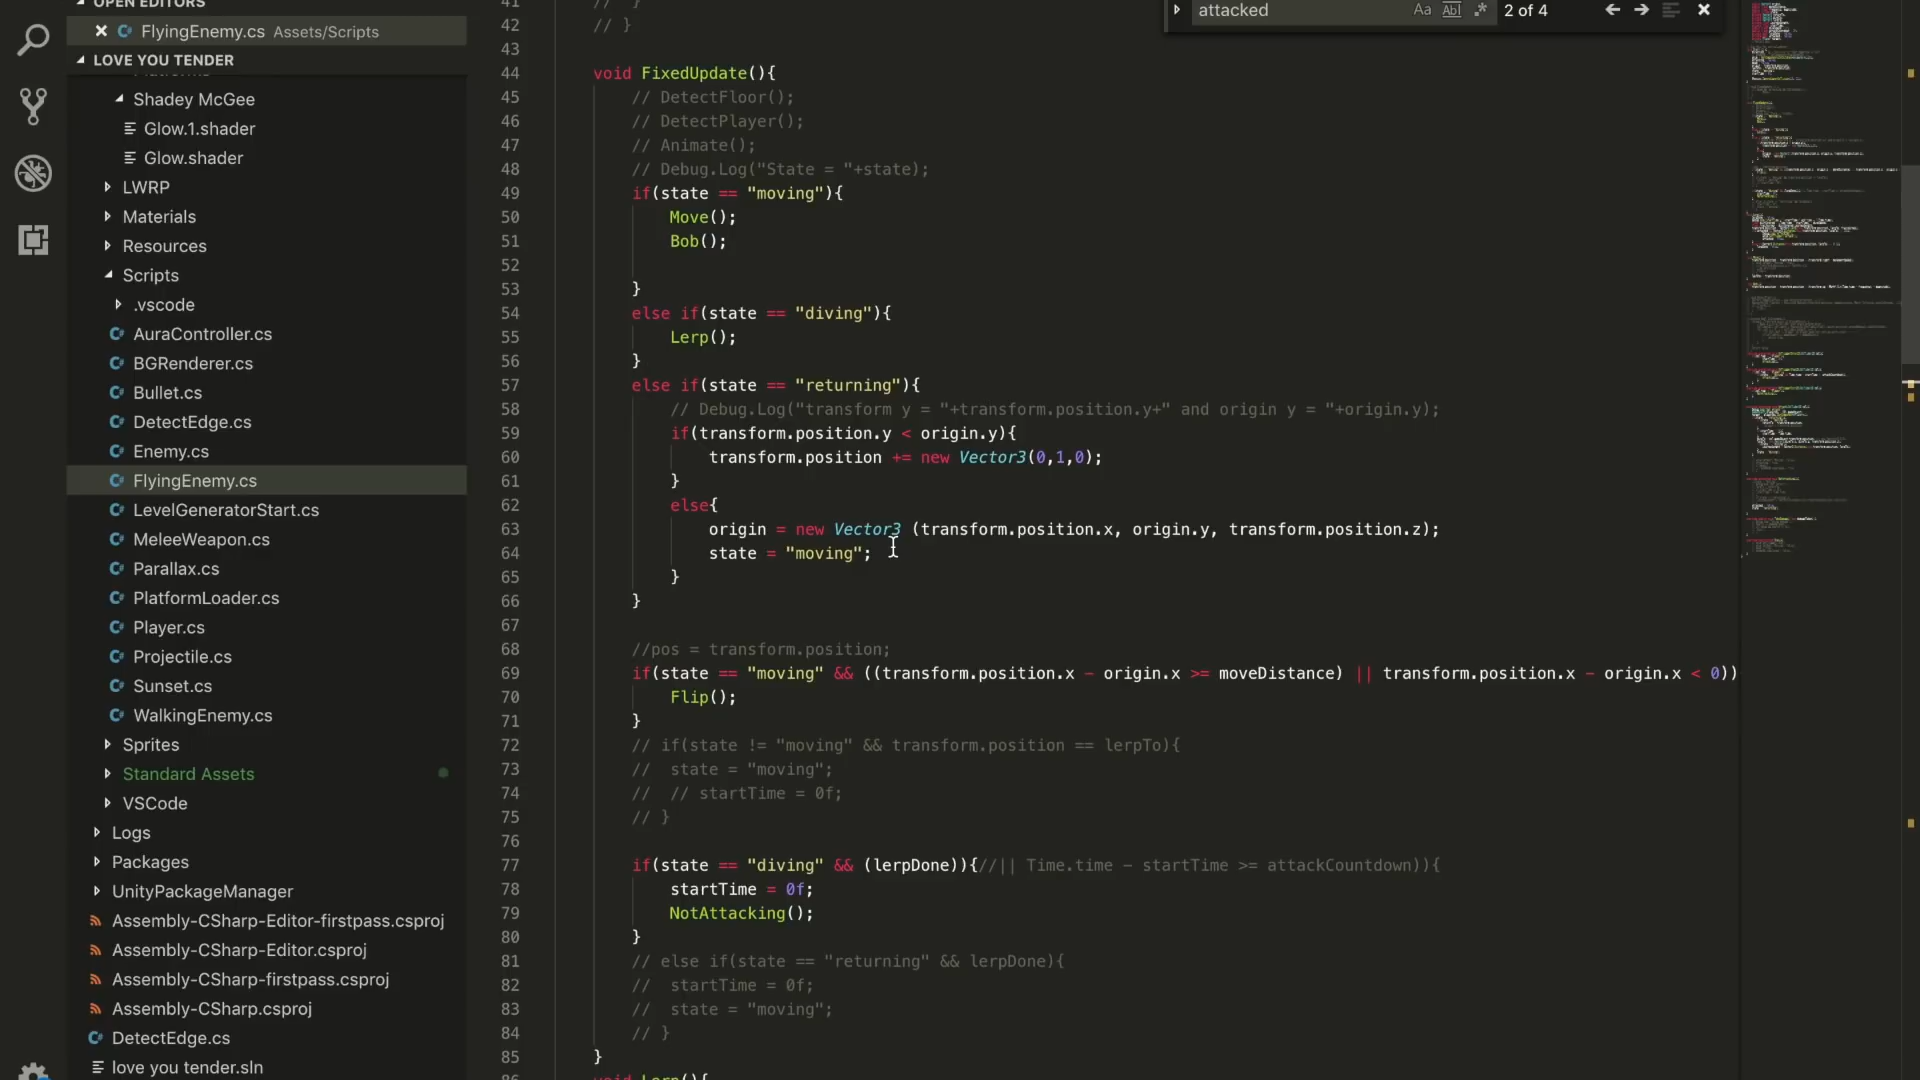 OPEN EDITORS
FlyingEnemy.cs Assets/Scripts
LOVE YOU TENDER
Platforms
Shadey McGee
Glow.1.shader
Glow.shader
LWRP
Materials
Resources
Scripts
.vscode
AuraController.cs
BGRenderer.cs
Bullet.cs
DetectEdge.cs
Enemy.cs
FlyingEnemy.cs
LevelGeneratorStart.cs
MeleeWeapon.cs
Parallax.cs
PlatformLoader.cs
Player.cs
Projectile.cs
Sunset.cs
WalkingEnemy.cs
Sprites
Standard Assets
VSCode
Logs
Packages
UnityPackageManager
Assembly-CSharp-Editor-firstpass.csproj
Assembly-CSharp-Editor.csproj
Assembly-CSharp-firstpass.csproj
Assembly-CSharp.csproj
DetectEdge.cs
love you tender.sln
attacked Aa Abl .* 2 of 4
41 // }
42 // }
43
44 void FixedUpdate(){
45 // DetectFloor();
46 // DetectPlayer();
47 // Animate();
48 // Debug.Log("State = "+state);
49 if(state == "moving"){
50 Move();
51 Bob();
52
53 }
54 else if(state == "diving"){
55 Lerp();
56 }
57 else if(state == "returning"){
58 // Debug.Log("transform y = "+transform.position.y+" and origin y = "+origin.y);
59 if(transform.position.y < origin.y){
60 transform.position += new Vector3(0,1,0);
61 }
62 else{
63 origin = new Vector3 (transform.position.x, origin.y, transform.position.z);
64 state = "moving";
65 }
66 }
67
68 //pos = transform.position;
69 if(state == "moving" && ((transform.position.x - origin.x >= moveDistance) || transform.position.x - origin.x < 0))
70 Flip();
71 }
72 // if(state != "moving" && transform.position == lerpTo){
73 // state = "moving";
74 // // startTime = 0f;
75 // }
76
77 if(state == "diving" && (lerpDone)){//|| Time.time - startTime >= attackCountdown)){
78 startTime = 0f;
79 NotAttacking();
80 }
81 // else if(state == "returning" && lerpDone){
82 // startTime = 0f;
83 // state = "moving";
84 // }
85 }
86 void Lerp(){